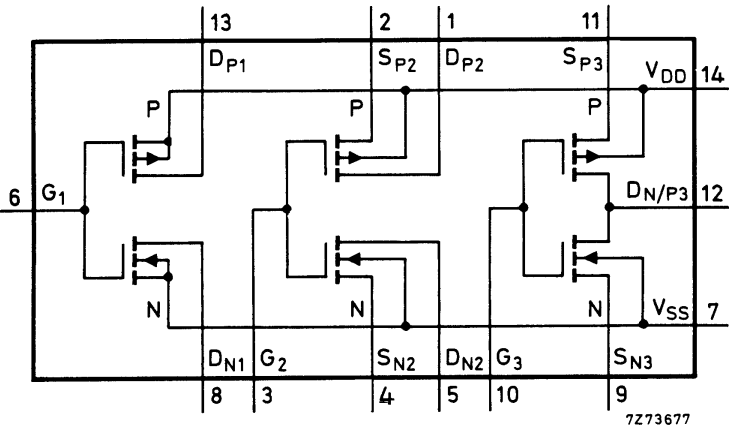 13 2 1 11
DP1 SP2 DP2 SP3 VDD 14
P P P
6 G1 DN/P3 12
N N N VSS 7
DN1 G2 SN2 DN2 G3 SN3
8 3 4 5 10 9
7Z73677